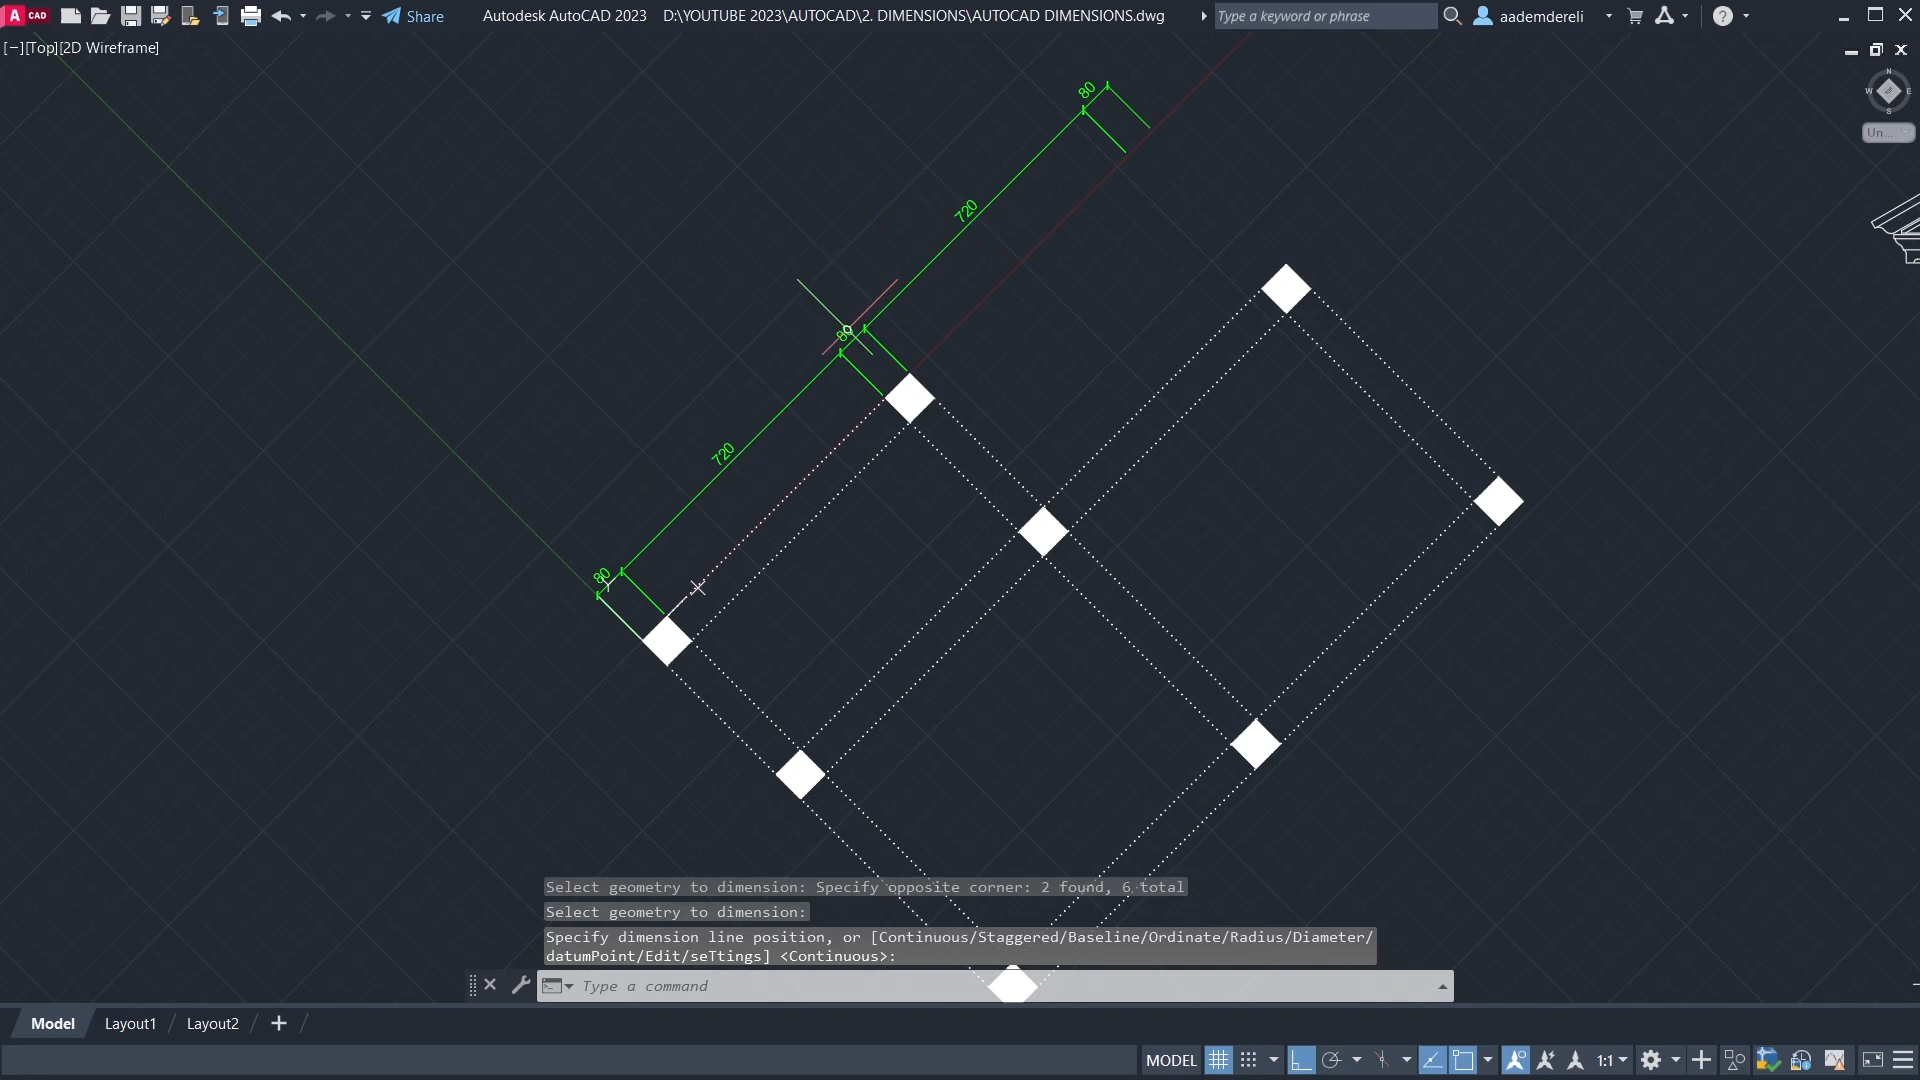 A CAD Share Autodesk AutoCAD 2023 D:\YOUTUBE 2023\AUTOCAD\2. DIMENSIONS\AUTOCAD DIMENSIONS.dwg Type a keyword or phrase aademdereli ?
[−][Top][2D Wireframe]
N
W E
S
Un...
80
720
80
720
80
Y
Select geometry to dimension: Specify opposite corner: 2 found, 6 total
Select geometry to dimension:
Specify dimension line position, or [Continuous/Staggered/Baseline/Ordinate/Radius/Diameter/
datumPoint/Edit/seTtings] <Continuous>:
Type a command
Model Layout1 Layout2 +
MODEL 1:1